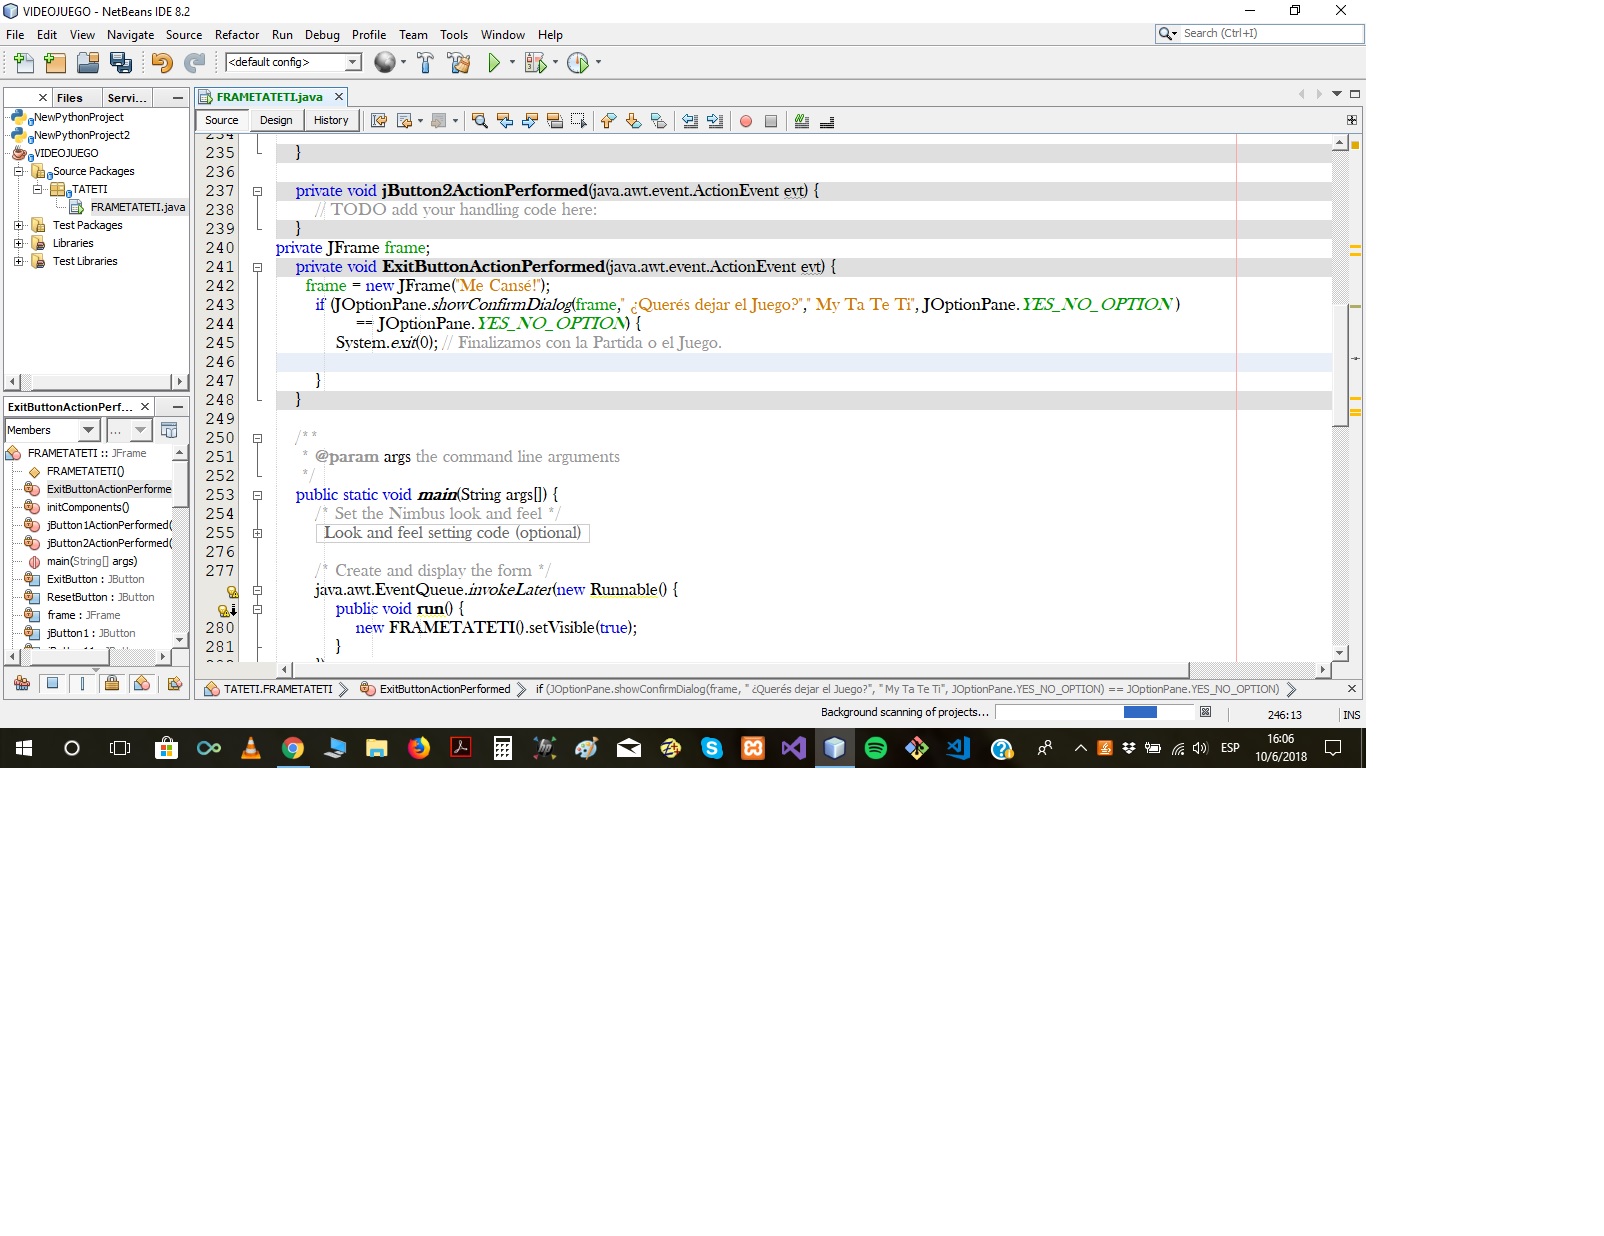 VIDEOJUEGO - NetBeans IDE 8.2
File Edit View Navigate Source Refactor Run Debug Profile Team Tools Window Help
Search (Ctrl+I)
<default config>
Files Servi...
FRAMETATETI.java
Source Design History
NewPythonProject
NewPythonProject2
VIDEOJUEGO
Source Packages
TATETI
FRAMETATETI.java
Test Packages
Libraries
Test Libraries
234
235 }
236
237 private void jButton2ActionPerformed(java.awt.event.ActionEvent evt) {
238 // TODO add your handling code here:
239 }
240 private JFrame frame;
241 private void ExitButtonActionPerformed(java.awt.event.ActionEvent evt) {
242 frame = new JFrame("Me Cansé!");
243 if (JOptionPane.showConfirmDialog(frame," ¿Querés dejar el Juego?"," My Ta Te Ti", JOptionPane.YES_NO_OPTION )
244 == JOptionPane.YES_NO_OPTION) {
245 System.exit(0); // Finalizamos con la Partida o el Juego.
246
247 }
248 }
249
250 /**
251 * @param args the command line arguments
252 */
253 public static void main(String args[]) {
254 /* Set the Nimbus look and feel */
255 Look and feel setting code (optional)
276
277 /* Create and display the form */
java.awt.EventQueue.invokeLater(new Runnable() {
public void run() {
280 new FRAMETATETI().setVisible(true);
281 }
})
ExitButtonActionPerf...
Members ...
FRAMETATETI :: JFrame
FRAMETATETI()
ExitButtonActionPerforme
initComponents()
jButton1ActionPerformed(
jButton2ActionPerformed(
main(String[] args)
ExitButton : JButton
ResetButton : JButton
frame : JFrame
jButton1 : JButton
TATETI.FRAMETATETI ExitButtonActionPerformed if (JOptionPane.showConfirmDialog(frame, " ¿Querés dejar el Juego?", " My Ta Te Ti", JOptionPane.YES_NO_OPTION) == JOptionPane.YES_NO_OPTION)
Background scanning of projects... 246:13 INS
ESP
16:06
10/6/2018